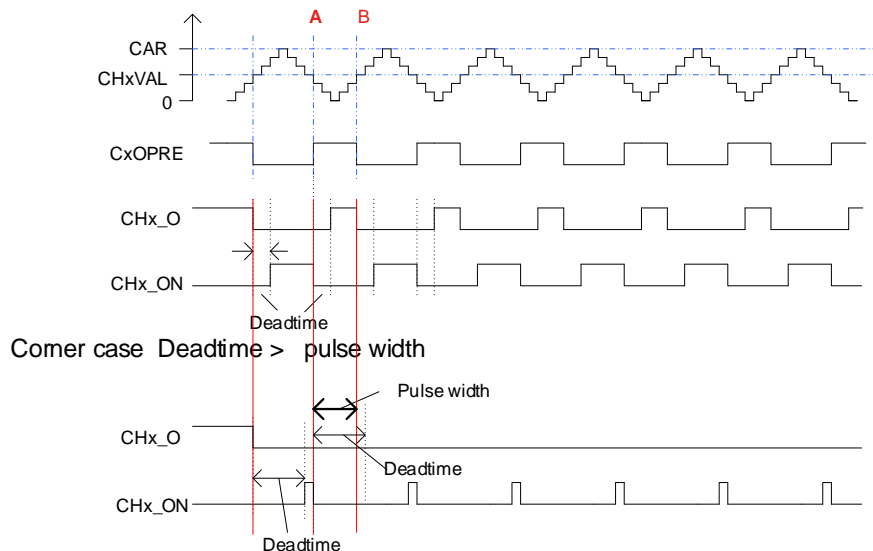 A B
CAR
CHxVAL
0
CxOPRE
CHx_O
CHx_ON
Deadtime
Corner case Deadtime > pulse width
Pulse width
CHx_O
Deadtime
CHx_ON
Deadtime